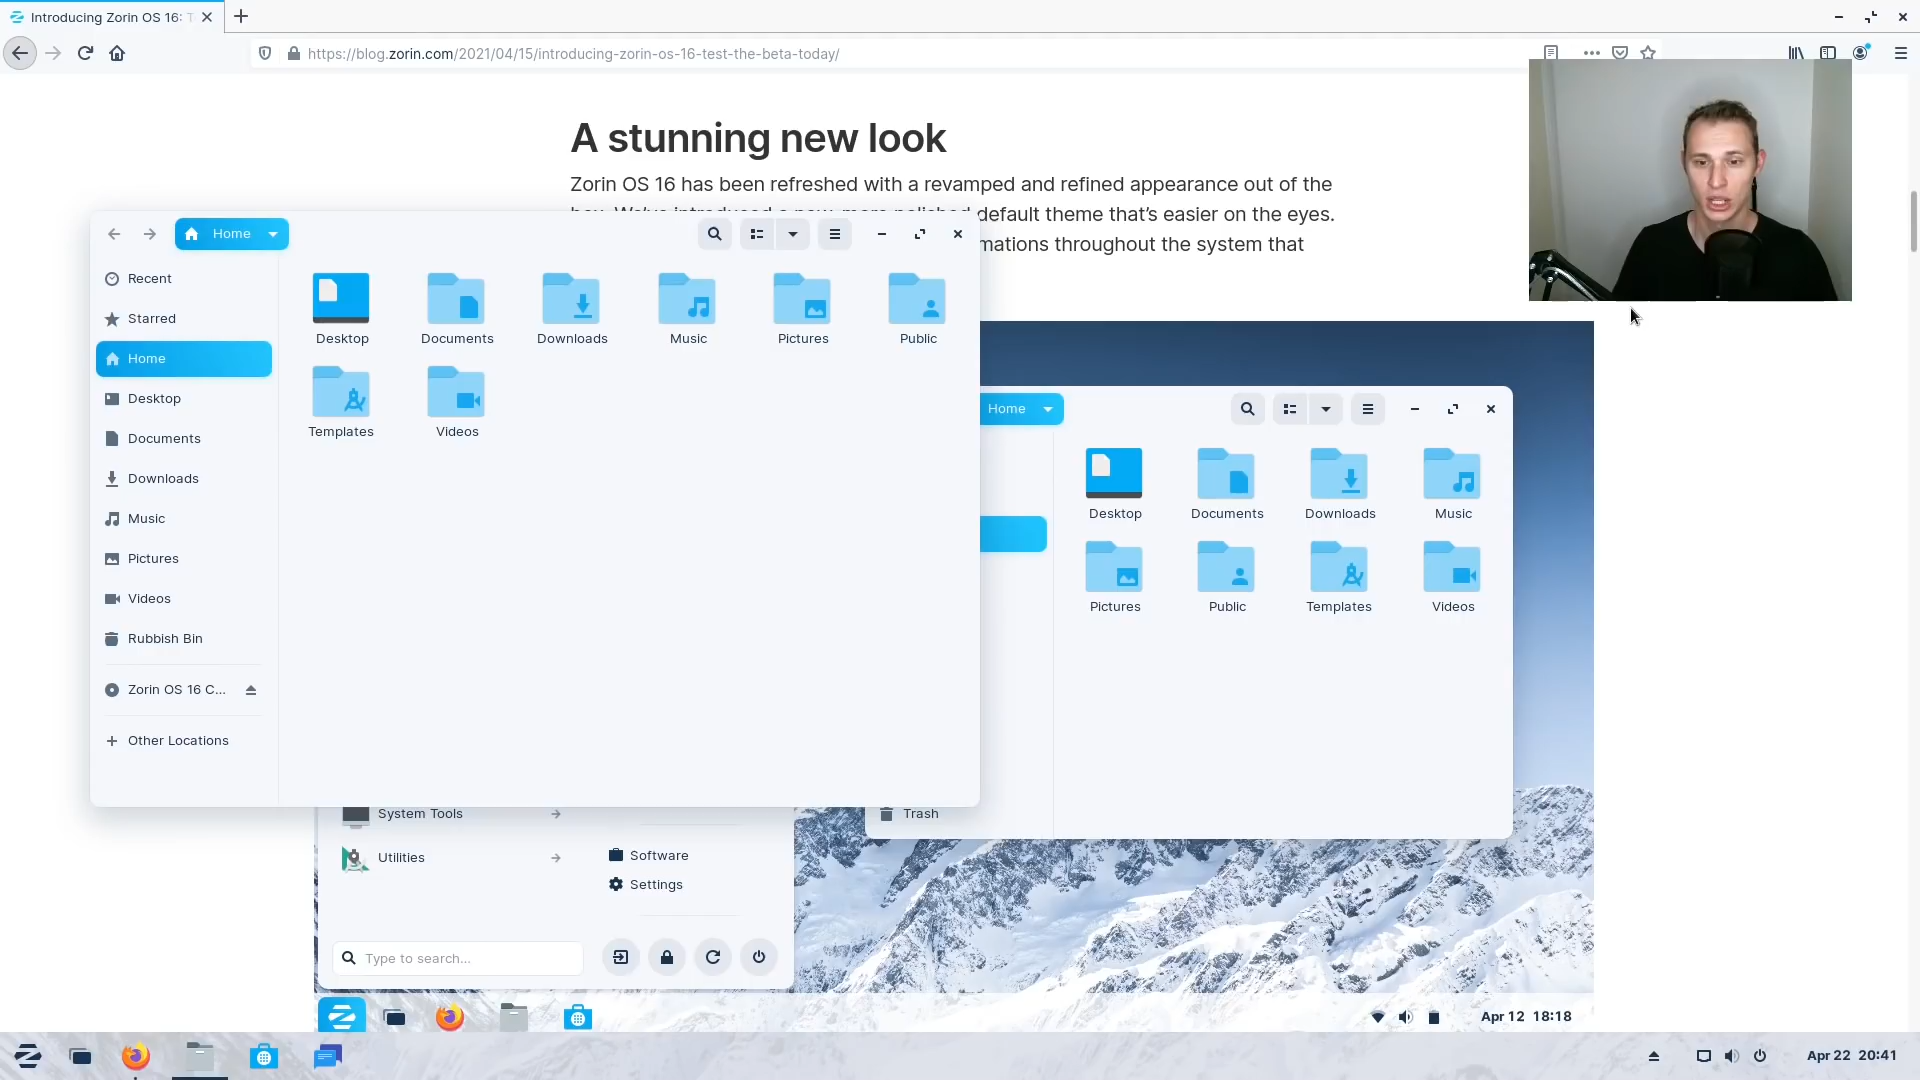 Introducing Zorin OS 16: T
https://blog.zorin.com/2021/04/15/introducing-zorin-os-16-test-the-beta-today/
A stunning new look
Zorin OS 16 has been refreshed with a revamped and refined appearance out of the
default theme that's easier on the eyes.
mations throughout the system that
Home
Recent
Starred
Home
Desktop
Documents
Downloads
Music
Pictures
Videos
Rubbish Bin
Zorin OS 16 C...
Other Locations
Desktop
Documents
Downloads
Music
Pictures
Public
Templates
Videos
Home
Desktop
Documents
Downloads
Music
Pictures
Public
Templates
Videos
Trash
System Tools
Utilities
Software
Settings
Type to search...
Apr 12 18:18
Apr 22 20:41